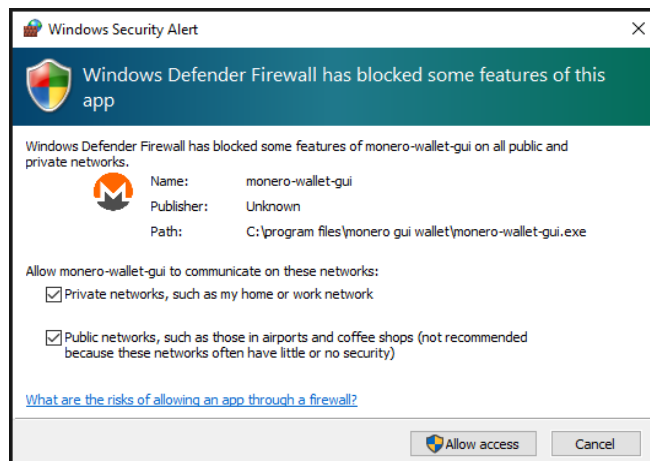 Windows Security Alert
Windows Defender Firewall has blocked some features of this
app
Windows Defender Firewall has blocked some features of monero-wallet-gui on all public and
private networks.
Name: monero-wallet-gui
Publisher: Unknown
Path: C:\program files\monero gui wallet\monero-wallet-gui.exe
Allow monero-wallet-gui to communicate on these networks:
Private networks, such as my home or work network
Public networks, such as those in airports and coffee shops (not recommended
because these networks often have little or no security)
What are the risks of allowing an app through a firewall?
Allow access Cancel